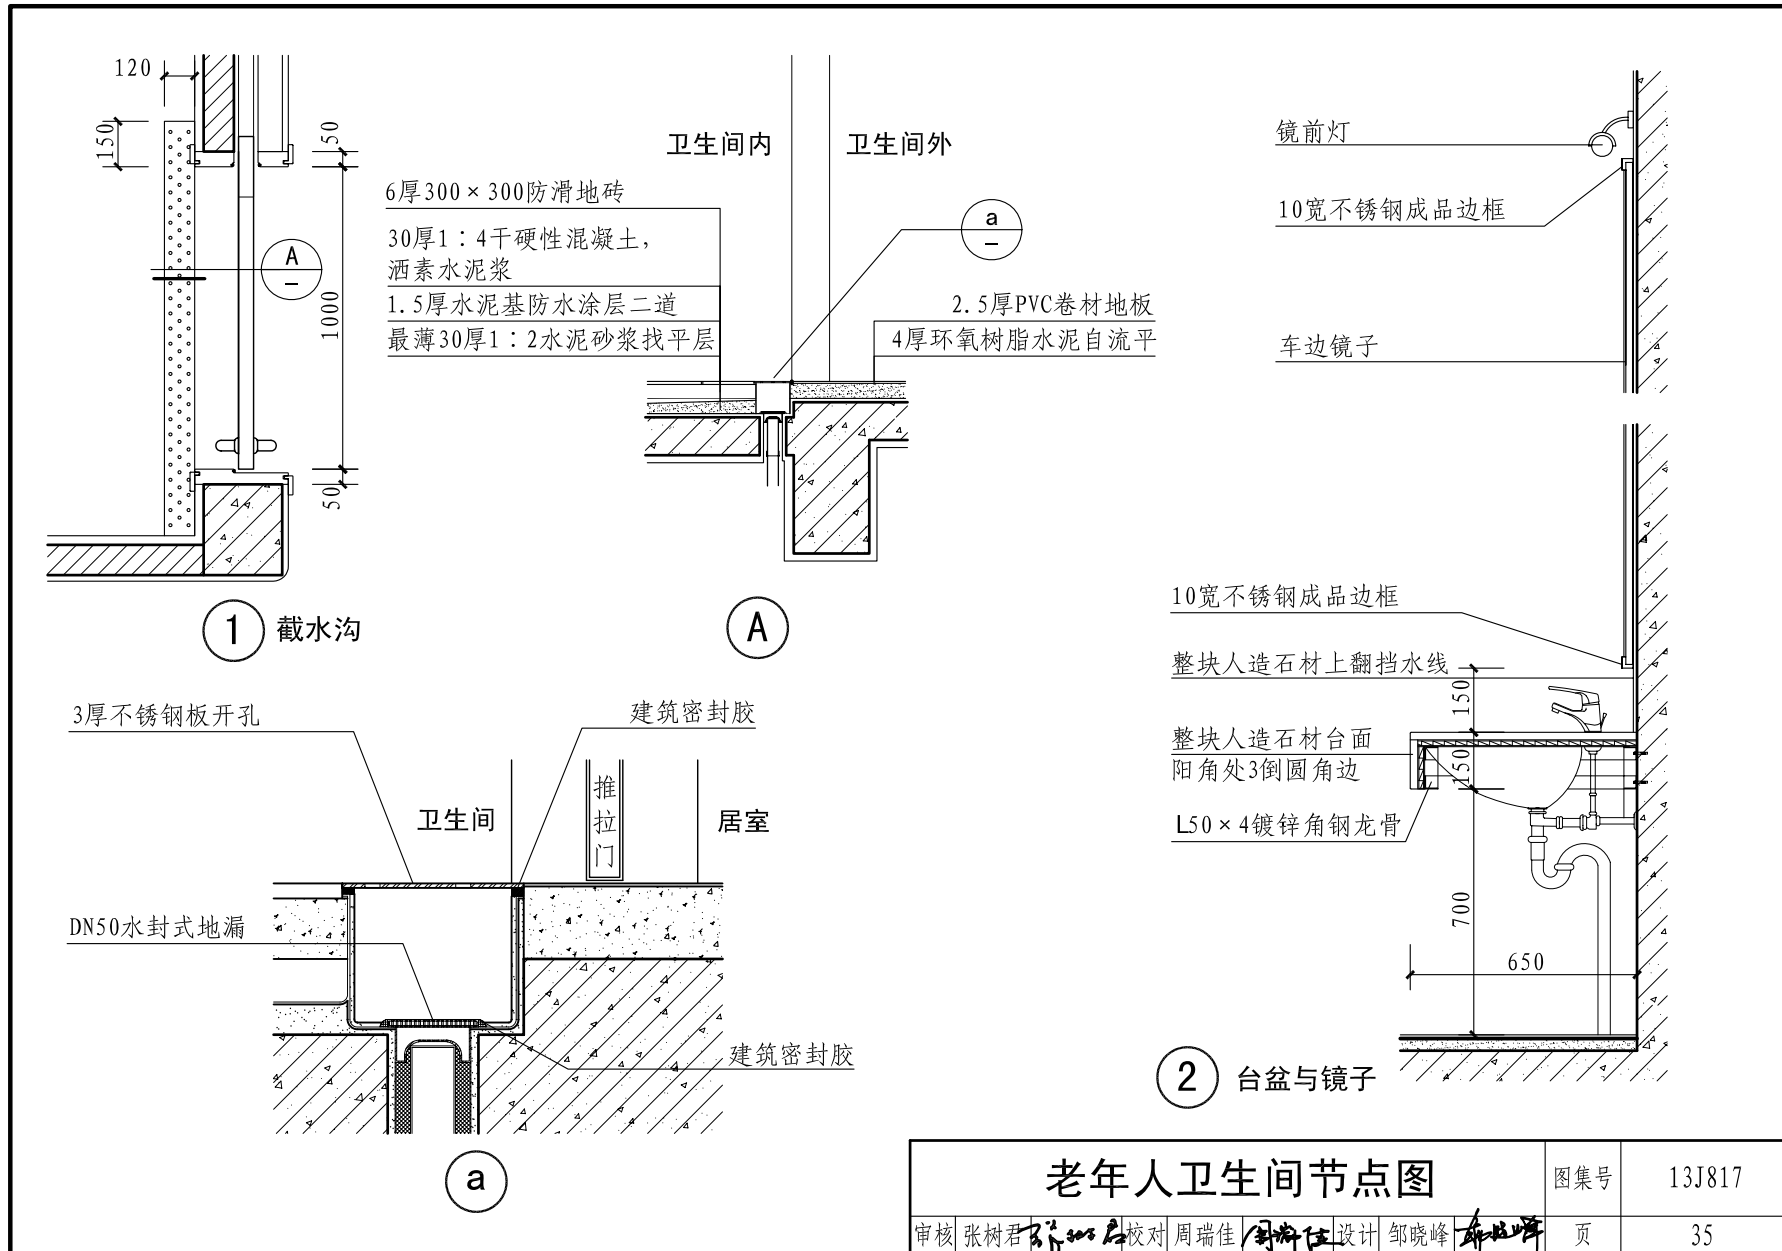 120
150
50
A
—
1000
50
1 截水沟
卫生间内
卫生间外
6厚300×300防滑地砖
30厚1：4干硬性混凝土，
洒素水泥浆
1.5厚水泥基防水涂层二道
最薄30厚1：2水泥砂浆找平层
a
—
2.5厚PVC卷材地板
4厚环氧树脂水泥自流平
A
镜前灯
10宽不锈钢成品边框
车边镜子
10宽不锈钢成品边框
整块人造石材上翻挡水线
150
整块人造石材台面
阳角处3倒圆角边
150
L50×4镀锌角钢龙骨
700
650
2 台盆与镜子
3厚不锈钢板开孔
建筑密封胶
卫生间
推拉门
居室
DN50水封式地漏
建筑密封胶
a
老年人卫生间节点图
图集号
13J817
审核 张树君 张树君 校对 周瑞佳 周瑞佳 设计 邹晓峰
页
35